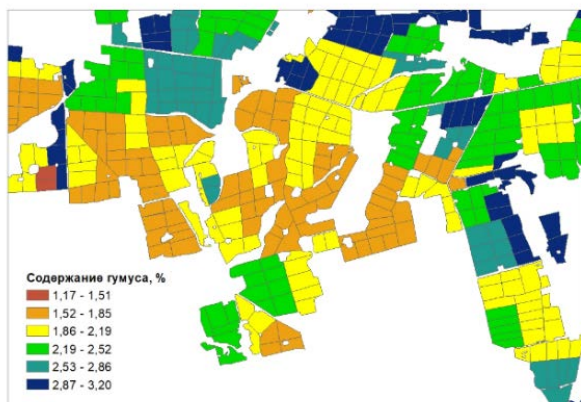 Содержание гумуса, %
1,17 - 1,51
1,52 - 1,85
1,86 - 2,19
2,19 - 2,52
2,53 - 2,86
2,87 - 3,20